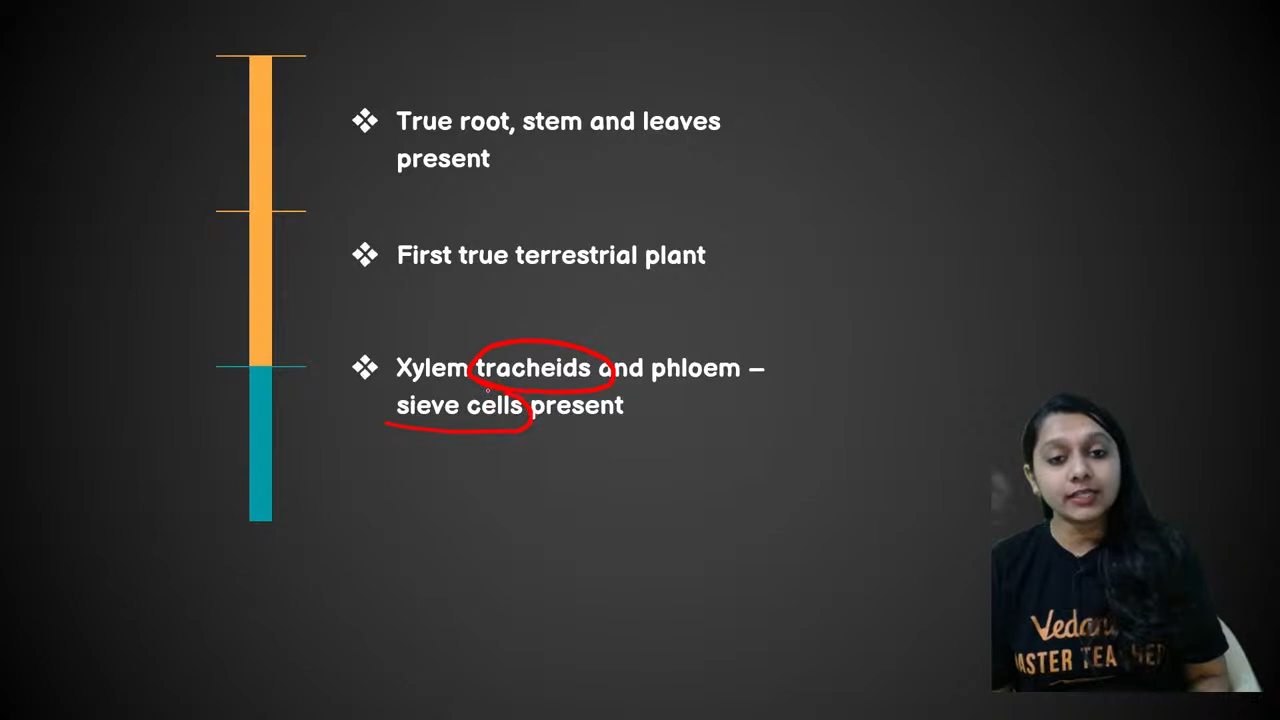 True root, stem and leaves
present
First true terrestrial plant
Xylem tracheids and phloem –
sieve cells present